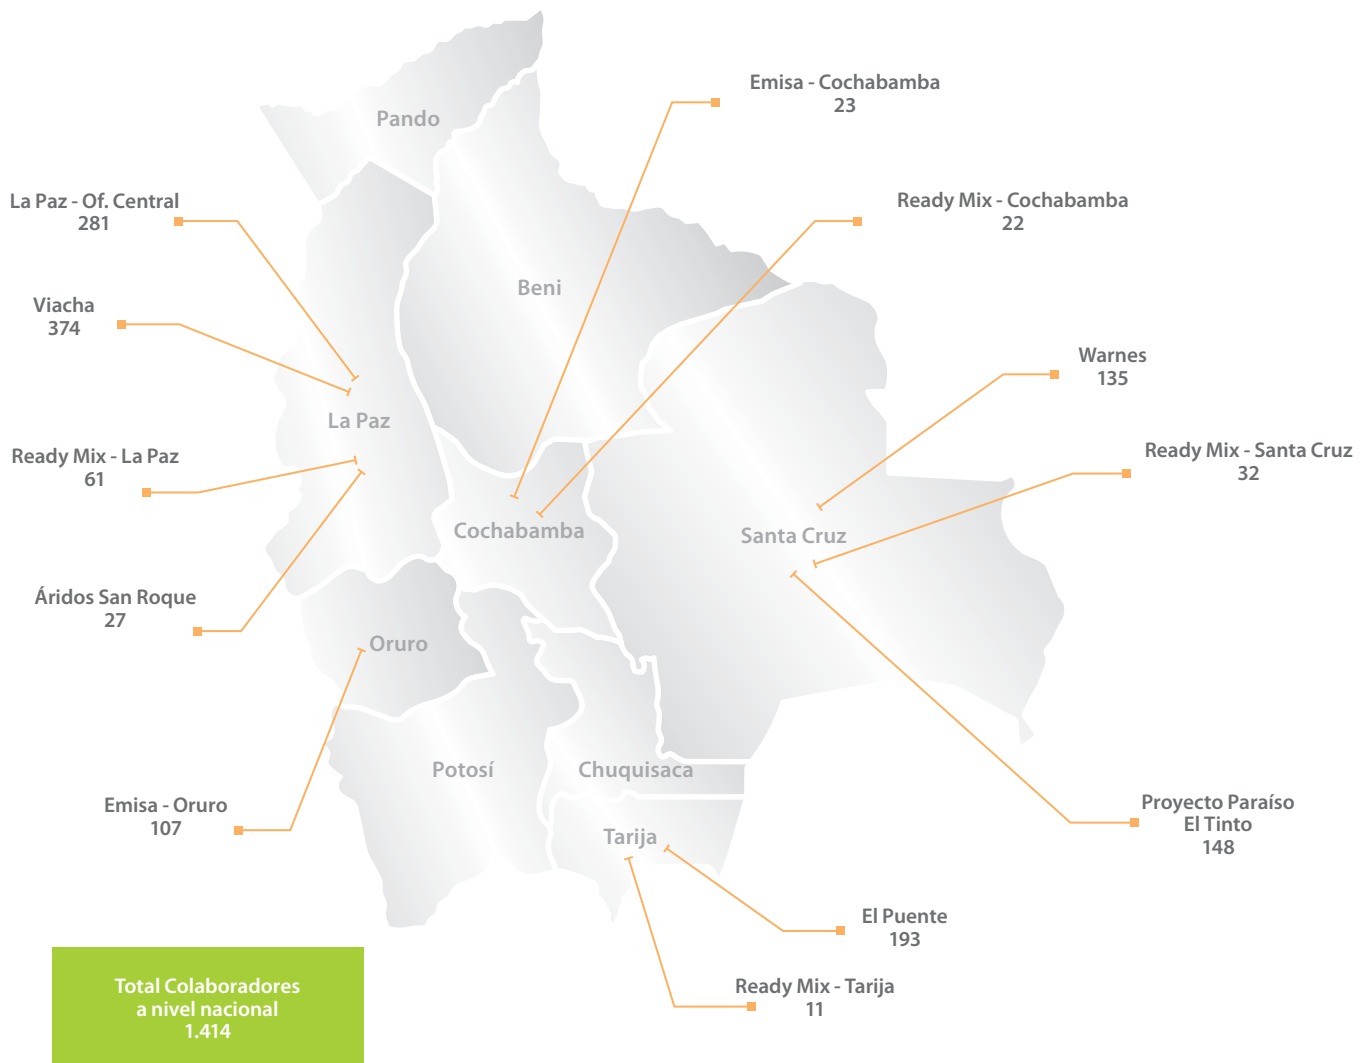 Emisa - Cochabamba
23
Pando
La Paz - Of. Central
281
Ready Mix - Cochabamba
22
Beni
Viacha
374
Warnes
135
La Paz
Ready Mix - La Paz
61
Ready Mix - Santa Cruz
32
Cochabamba
Santa Cruz
Áridos San Roque
27
Oruro
Potosí
Chuquisaca
Emisa - Oruro
107
Proyecto Paraíso
El Tinto
148
Tarija
El Puente
193
Ready Mix - Tarija
11
Total Colaboradores
a nivel nacional
1.414